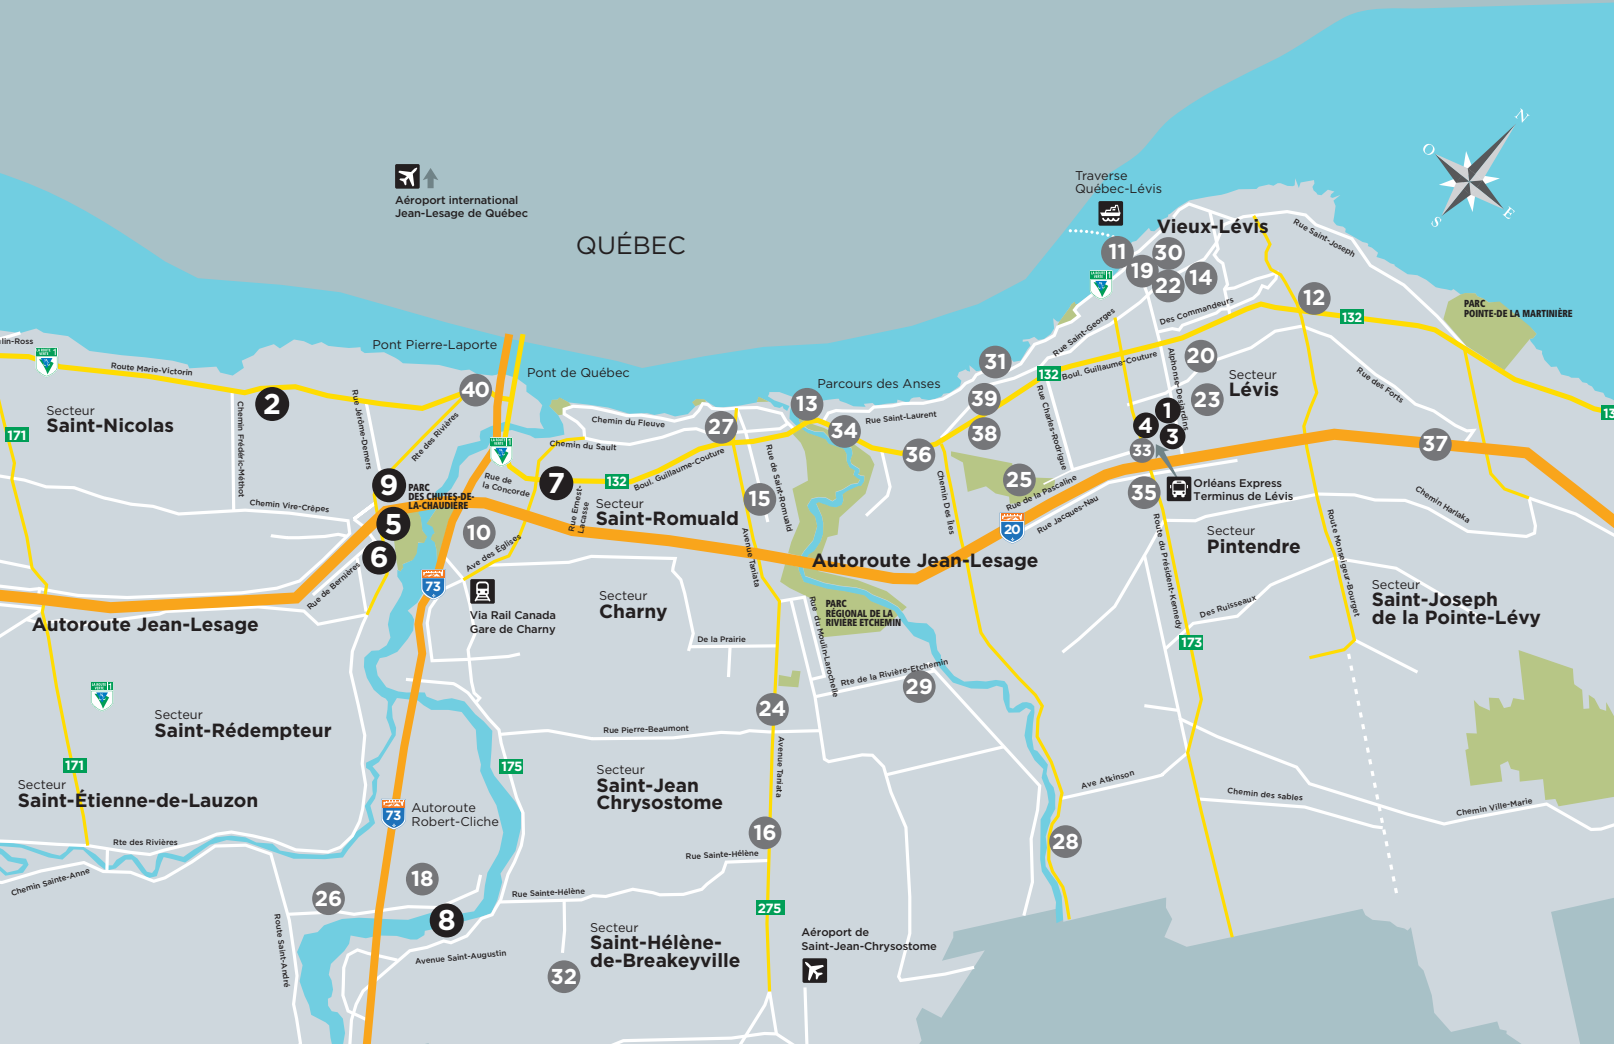 N
O
E
S
Aéroport international
Jean-Lesage de Québec
QUÉBEC
Traverse
Québec-Lévis
Vieux-Lévis
11
30
19
22
14
12
Rue Saint-Joseph
132
PARC
POINTE-DE LA MARTINIÈRE
Des Commandeurs
Rue Saint-Georges
Boul. Guillaume-Couture
132
Alphonse-Desjardins
20
Secteur
Lévis
23
Rue des Forts
Rue Charles-Rodrigue
1
4
3
33
37
31
39
38
36
Parcours des Anses
13
34
Rue Saint-Laurent
Pont Pierre-Laporte
Pont de Québec
lin-Ross
Route Marie-Victorin
40
2
Secteur
Saint-Nicolas
171
Chemin Frédéric-Méthot
Rue Jérôme-Demers
Rte des Rivières
Chemin Vire-Crêpes
Chemin du Fleuve
Chemin du Sault
27
Boul. Guillaume-Couture
132
7
Rue de
la Concorde
Rue Ernest-
Lacasse
Secteur
Saint-Romuald
15
Rue de Saint-Romuald
Avenue Taniata
9
PARC
DES CHUTES-DE-
LA-CHAUDIÈRE
5
6
10
Ave des Églises
Rue de Bernières
73
Via Rail Canada
Gare de Charny
Autoroute Jean-Lesage
Secteur
Charny
De la Prairie
Autoroute Jean-Lesage
PARC
RÉGIONAL DE LA
RIVIÈRE ETCHEMIN
Rue du Moulin-Larochelle
Rte de la Rivière-Etchemin
29
Chemin Des Îles
25
Rue de la Pascaline
Rue Jacques-Nau
20
35
Orléans Express
Terminus de Lévis
Secteur
Pintendre
Route du Président-Kennedy
Chemin Harlaka
Route Monseigneur-Bourget
Des Ruisseaux
173
Secteur
Saint-Joseph
de la Pointe-Lévy
Secteur
Saint-Rédempteur
171
Secteur
Saint-Étienne-de-Lauzon
Rte des Rivières
Chemin Sainte-Anne
175
73
Autoroute
Robert-Cliche
24
Rue Pierre-Beaumont
Avenue Taniata
Secteur
Saint-Jean
Chrysostome
16
Rue Sainte-Hélène
Rue Sainte-Hélène
18
26
8
Route Saint-André
Avenue Saint-Augustin
275
Secteur
Saint-Hélène-
de-Breakeyville
32
Aéroport de
Saint-Jean-Chrysostome
28
Ave Atkinson
Chemin des sables
Chemin Ville-Marie